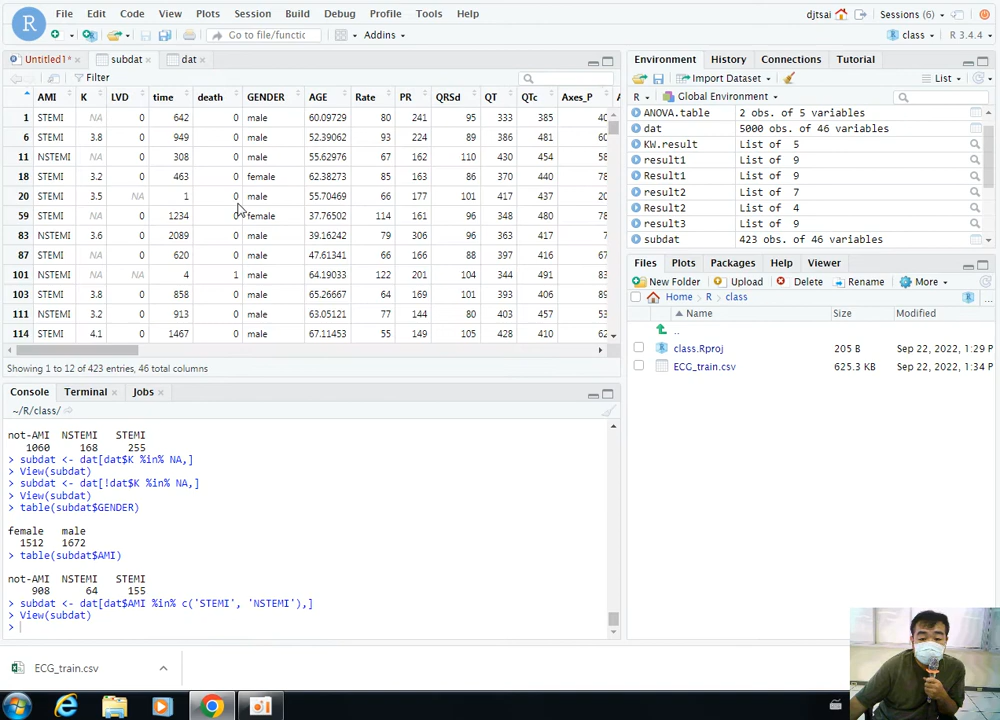 R
File Edit Code View Plots Session Build Debug Profile Tools Help
djtsai Sessions (6)
Go to file/functic Addins
class R 3.4.4
Untitled1* subdat dat
Filter
AMI K LVD time death GENDER AGE Rate PR QRSd QT QTc Axes_P A
1 STEMI NA 0 642 0 male 60.09729 80 241 95 333 385 40
6 STEMI 3.8 0 949 0 male 52.39062 93 224 89 386 481 60
11 NSTEMI NA 0 308 0 male 55.62976 67 162 110 430 454 58
18 STEMI 3.2 0 463 0 female 62.38273 85 163 86 370 440 78
20 STEMI 3.5 NA 1 0 male 55.70469 66 177 101 417 437 20
59 STEMI NA 0 1234 0 female 37.76502 114 161 96 348 480 78
83 NSTEMI 3.6 0 2089 0 male 39.16242 79 306 96 363 417
87 STEMI NA 0 620 0 male 47.61341 66 166 88 397 416 67
101 NSTEMI NA NA 4 1 male 64.19033 122 201 104 344 491 83
103 STEMI 3.8 0 858 0 male 65.26667 64 169 101 393 406 89
111 NSTEMI 3.2 0 913 0 male 63.05121 77 144 80 403 457
114 STEMI 4.1 0 1467 0 male 67.11453 55 149 105 428 410 62
Showing 1 to 12 of 423 entries, 46 total columns
Console Terminal Jobs
~/R/class/
not-AMI NSTEMI STEMI
1060 168 255
> subdat <- dat[dat$K %in% NA,]
> View(subdat)
> subdat <- dat[!dat$K %in% NA,]
> View(subdat)
> table(subdat$GENDER)
female male
1512 1672
> table(subdat$AMI)
not-AMI NSTEMI STEMI
908 64 155
> subdat <- dat[dat$AMI %in% c('STEMI', 'NSTEMI'),]
> View(subdat)
>
Environment History Connections Tutorial
Import Dataset List
R Global Environment
ANOVA.table 2 obs. of 5 variables
dat 5000 obs. of 46 variables
KW.result List of 5
result1 List of 9
Result1 List of 9
result2 List of 7
Result2 List of 4
result3 List of 9
subdat 423 obs. of 46 variables
Files Plots Packages Help Viewer
New Folder Upload Delete Rename More
Home R class
Name Size Modified
..
class.Rproj 205 B Sep 22, 2022, 1:29 P
ECG_train.csv 625.3 KB Sep 22, 2022, 1:34 P
ECG_train.csv